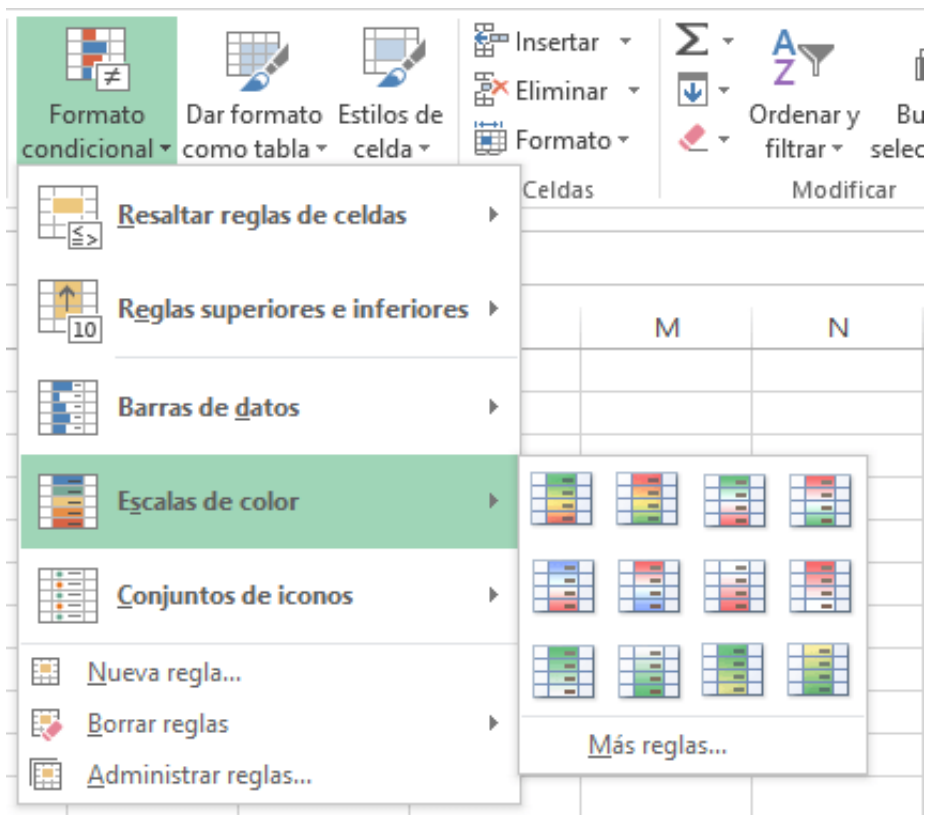 Formato condicional
Dar formato como tabla
Estilos de celda
Insertar
Eliminar
Formato
Celdas
Σ
A
Z
Ordenar y filtrar
Bu
selec
Modificar
Resaltar reglas de celdas
10
Reglas superiores e inferiores
Barras de datos
Escalas de color
Conjuntos de iconos
Nueva regla...
Borrar reglas
Administrar reglas...
Más reglas...
M
N